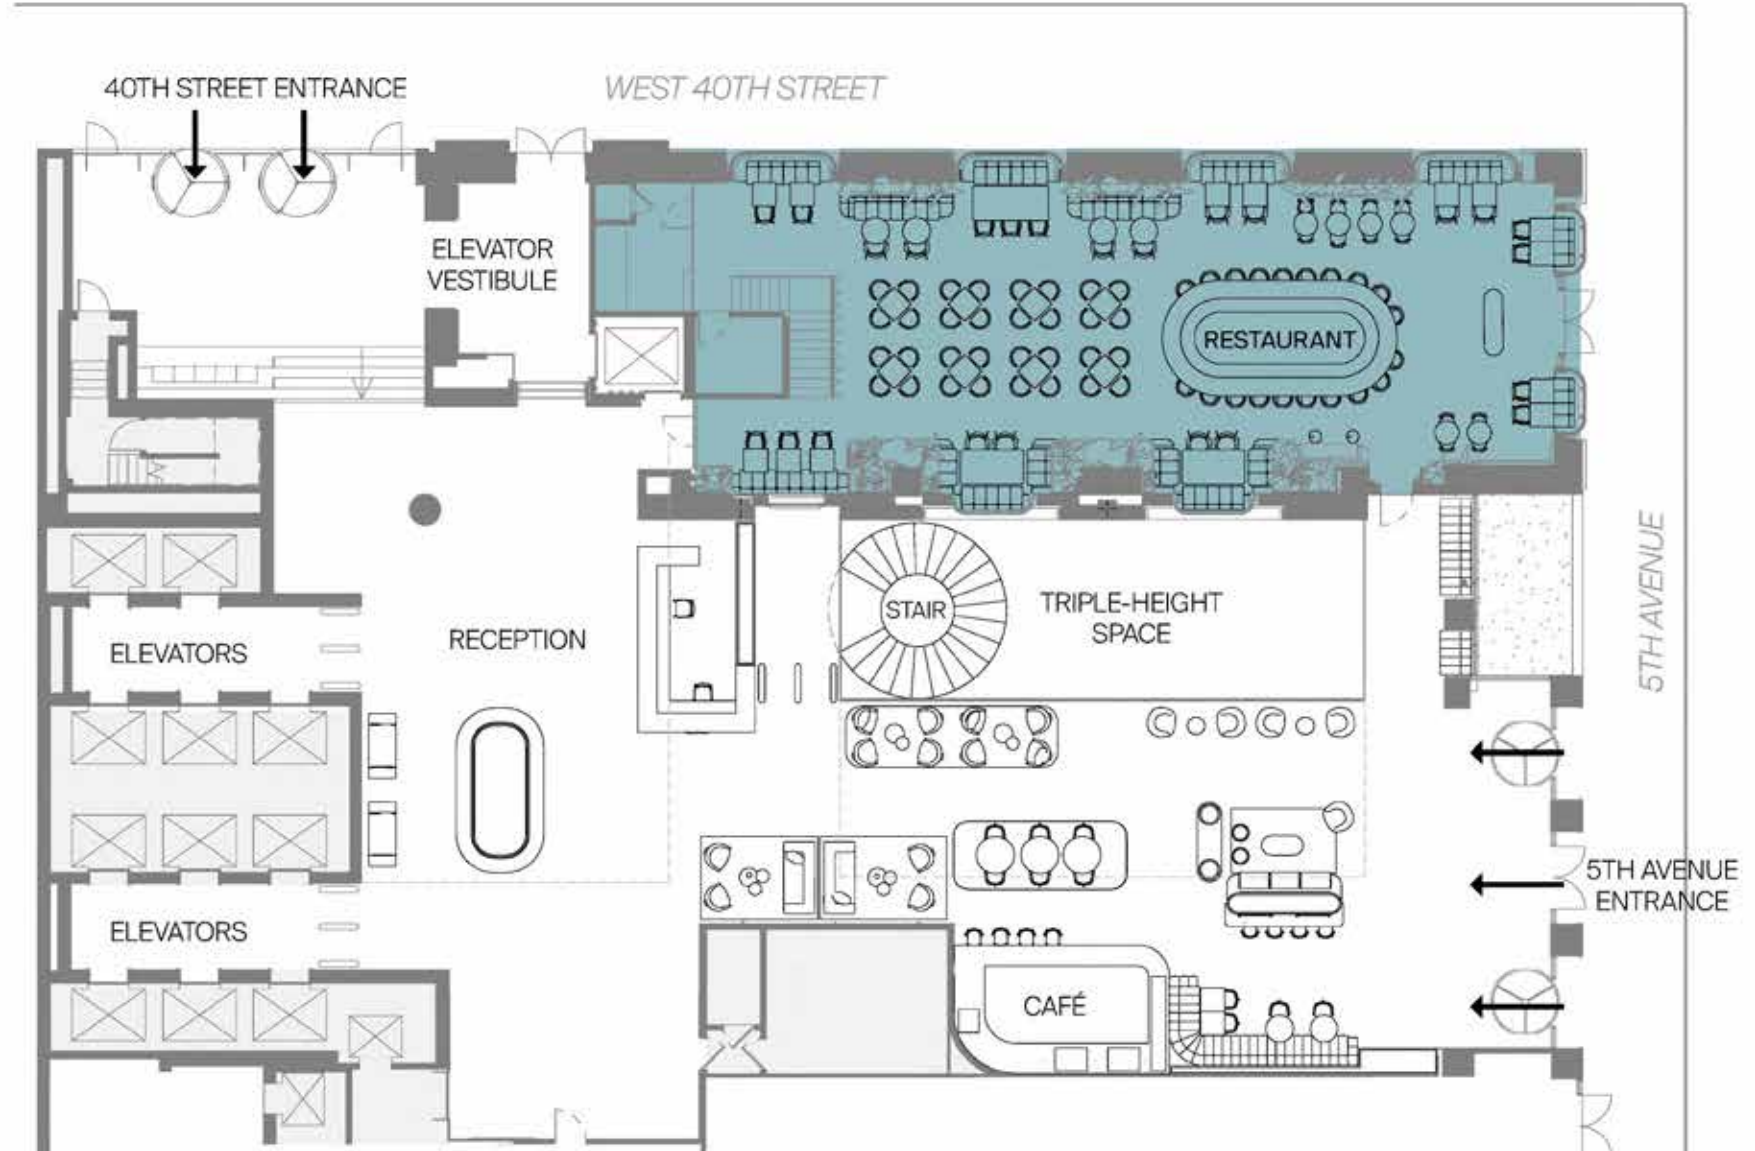 40TH STREET ENTRANCE
WEST 40TH STREET
ELEVATOR
VESTIBULE
RESTAURANT
5TH AVENUE
STAIR
TRIPLE-HEIGHT
SPACE
RECEPTION
ELEVATORS
5TH AVENUE
ENTRANCE
ELEVATORS
CAFÉ